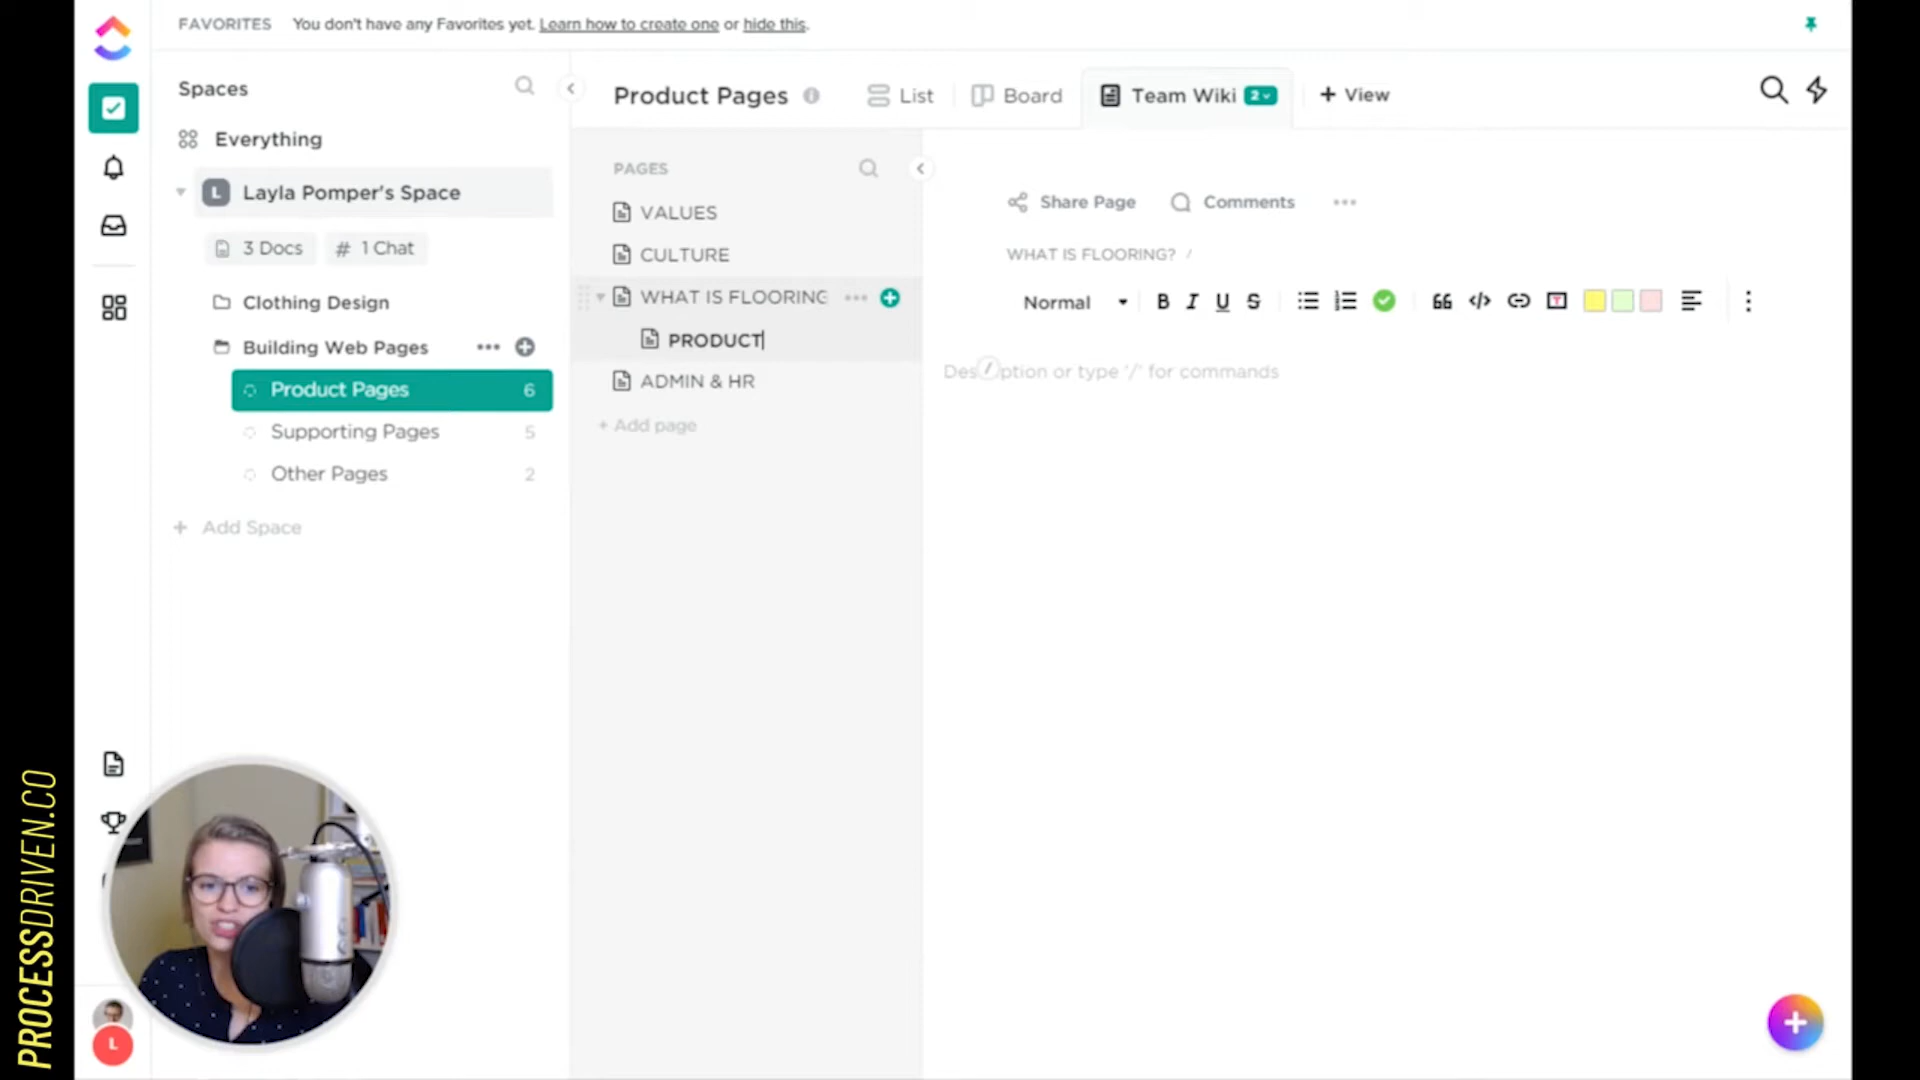 FAVORITES You don't have any Favorites yet. Learn how to create one or hide this.
Spaces
Everything
L Layla Pomper's Space
3 Docs # 1 Chat
Clothing Design
Building Web Pages
Product Pages 6
Supporting Pages 5
Other Pages 2
+ Add Space
Product Pages
List
Board
Team Wiki 2
+ View
PAGES
VALUES
CULTURE
WHAT IS FLOORING
PRODUCT
ADMIN & HR
+ Add page
Share Page
Comments
WHAT IS FLOORING? /
Normal B I U S
Description or type '/' for commands
L
PROCESSDRIVEN.CO